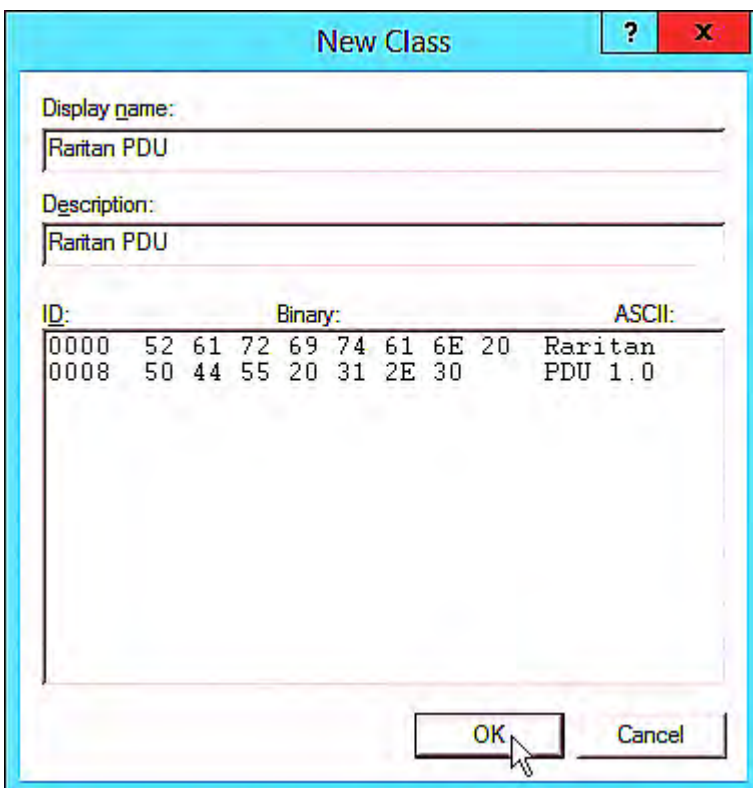 New Class
? x
Display name:
Raritan PDU
Description:
Raritan PDU
ID: Binary: ASCII:
0000 52 61 72 69 74 61 6E 20 Raritan
0008 50 44 55 20 31 2E 30 PDU 1.0
OK Cancel